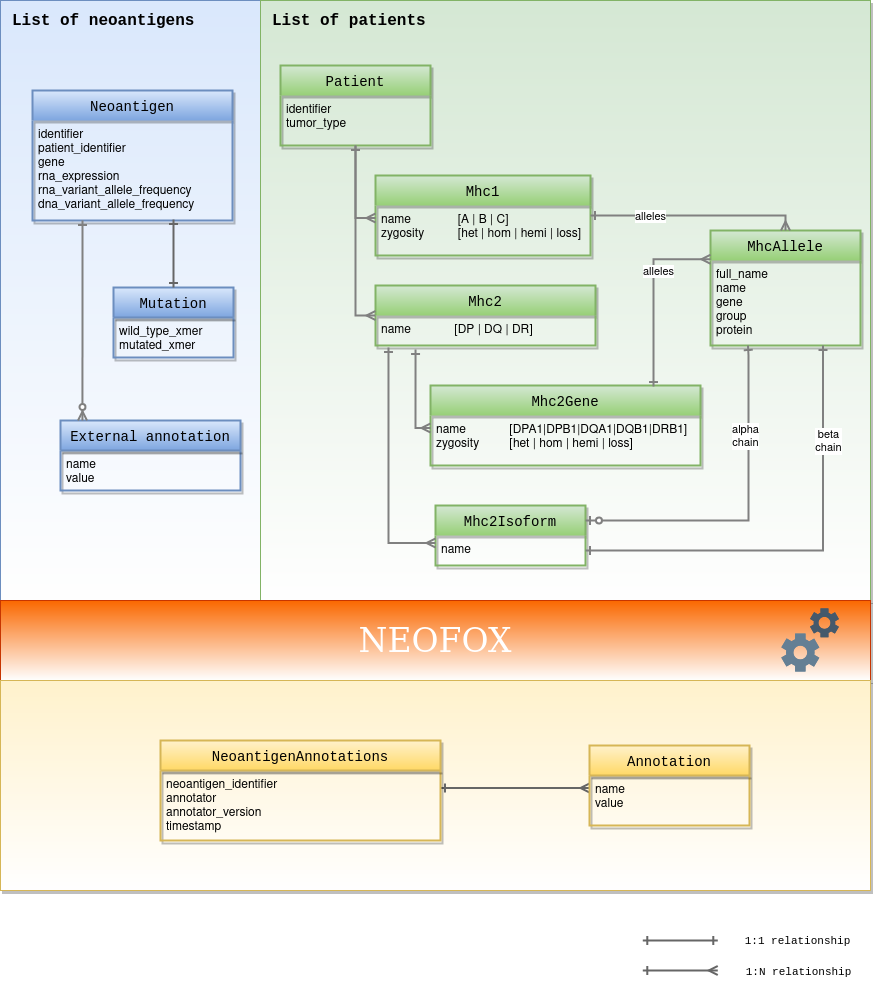 List of neoantigens
List of patients
Neoantigen
identifier
patient_identifier
gene
rna_expression
rna_variant_allele_frequency
dna_variant_allele_frequency
Mutation
wild_type_xmer
mutated_xmer
External annotation
name
value
Patient
identifier
tumor_type
Mhc1
name [A | B | C]
zygosity [het | hom | hemi | loss]
alleles
MhcAllele
full_name
name
gene
group
protein
alleles
Mhc2
name [DP | DQ | DR]
Mhc2Gene
name [DPA1|DPB1|DQA1|DQB1|DRB1]
zygosity [het | hom | hemi | loss]
alpha
chain
beta
chain
Mhc2Isoform
name
NEOFOX
NeoantigenAnnotations
neoantigen_identifier
annotator
annotator_version
timestamp
Annotation
name
value
1:1 relationship
1:N relationship